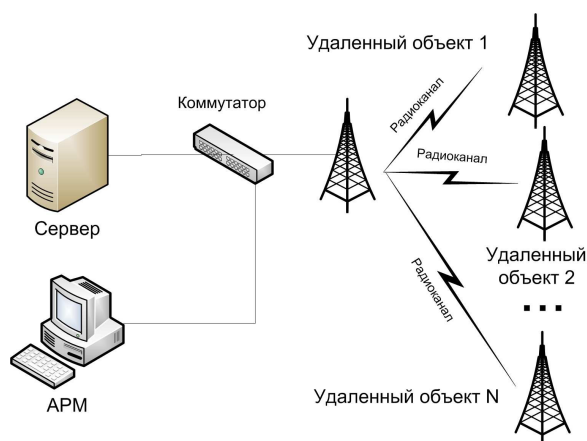 Удаленный объект 1
Коммутатор
Радиоканал
Радиоканал
Сервер
Удаленный
объект 2
...
Радиоканал
Удаленный объект N
АРМ